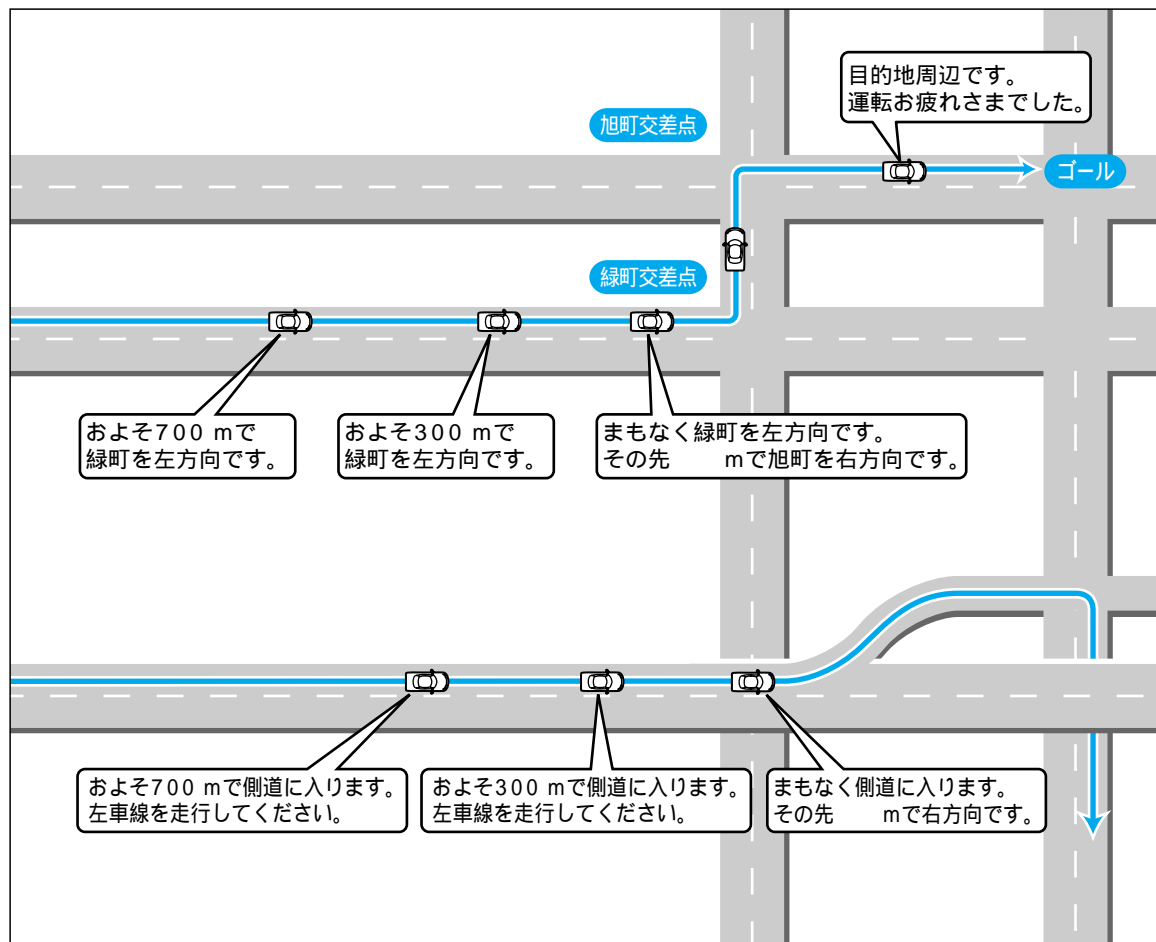 目的地周辺です。
運転お疲れさまでした。
旭町交差点
ゴール
緑町交差点
およそ700 mで
緑町を左方向です。
およそ300 mで
緑町を左方向です。
まもなく緑町を左方向です。
その先　　mで旭町を右方向です。
およそ700 mで側道に入ります。
左車線を走行してください。
およそ300 mで側道に入ります。
左車線を走行してください。
まもなく側道に入ります。
その先　　mで右方向です。